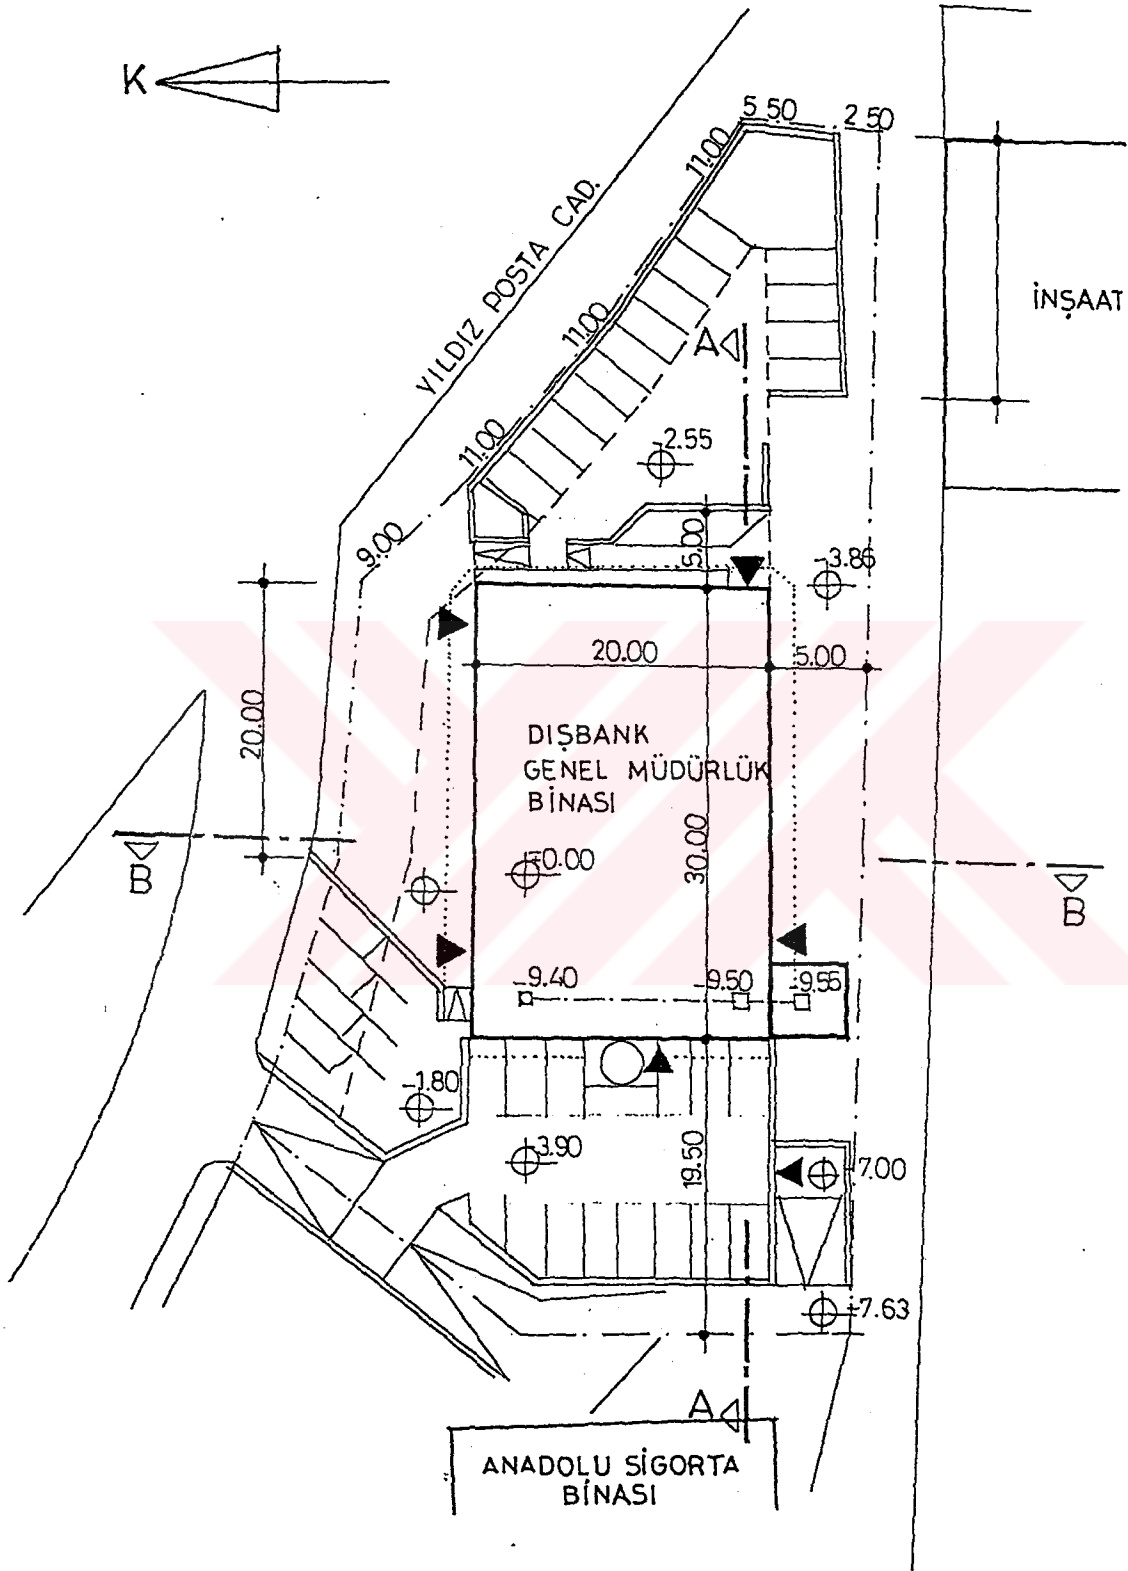 K
5.50
2.50
11.00
YILDIZ POSTA CAD.
İNŞAAT
11.00
A
11.00
-2.55
9.00
5.00
-3.86
20.00
5.00
20.00
DIŞBANK
GENEL MÜDÜRLÜK
BİNASI
30.00
∓0.00
B
B
-9.40
-9.50
-9.55
-1.80
-3.90
19.50
-7.00
-7.63
A
ANADOLU SİGORTA
BİNASI